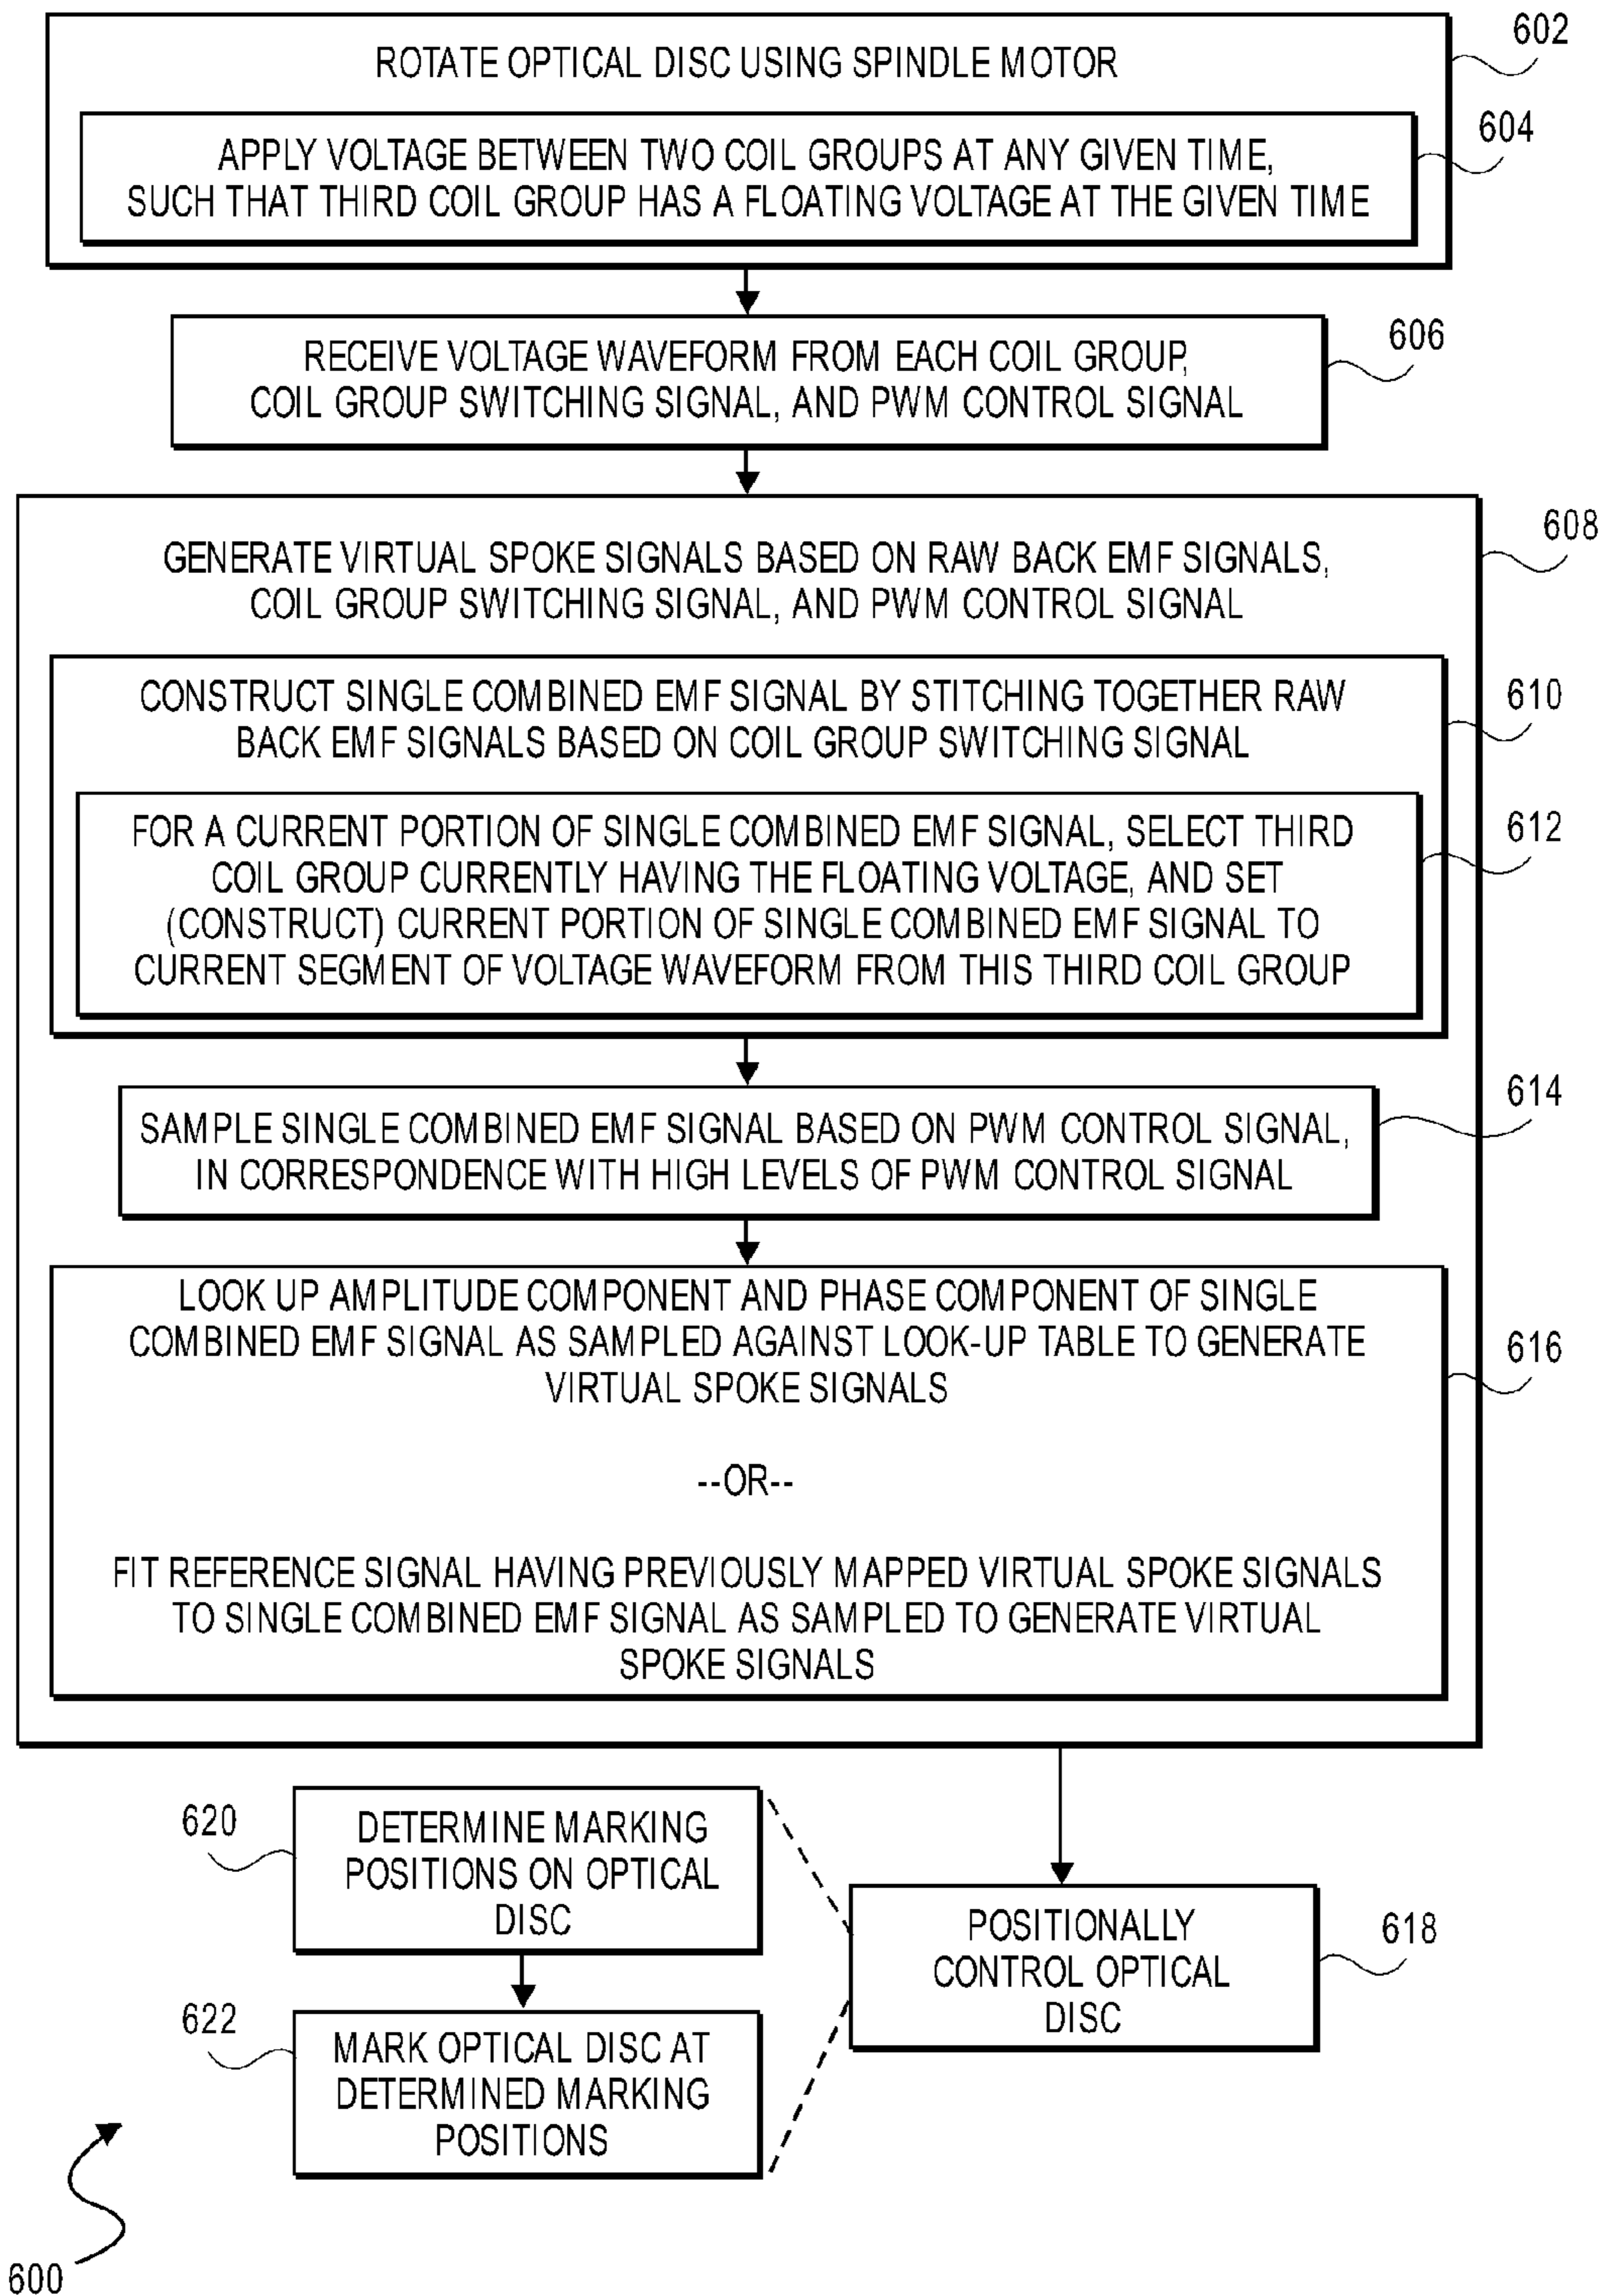 602
ROTATE OPTICAL DISC USING SPINDLE MOTOR
604
APPLY VOLTAGE BETWEEN TWO COIL GROUPS AT ANY GIVEN TIME,
SUCH THAT THIRD COIL GROUP HAS A FLOATING VOLTAGE AT THE GIVEN TIME
606
RECEIVE VOLTAGE WAVEFORM FROM EACH COIL GROUP,
COIL GROUP SWITCHING SIGNAL, AND PWM CONTROL SIGNAL
608
GENERATE VIRTUAL SPOKE SIGNALS BASED ON RAW BACK EMF SIGNALS,
COIL GROUP SWITCHING SIGNAL, AND PWM CONTROL SIGNAL
610
CONSTRUCT SINGLE COMBINED EMF SIGNAL BY STITCHING TOGETHER RAW
BACK EMF SIGNALS BASED ON COIL GROUP SWITCHING SIGNAL
612
FOR A CURRENT PORTION OF SINGLE COMBINED EMF SIGNAL, SELECT THIRD
COIL GROUP CURRENTLY HAVING THE FLOATING VOLTAGE, AND SET
(CONSTRUCT) CURRENT PORTION OF SINGLE COMBINED EMF SIGNAL TO
CURRENT SEGMENT OF VOLTAGE WAVEFORM FROM THIS THIRD COIL GROUP
614
SAMPLE SINGLE COMBINED EMF SIGNAL BASED ON PWM CONTROL SIGNAL,
IN CORRESPONDENCE WITH HIGH LEVELS OF PWM CONTROL SIGNAL
616
LOOK UP AMPLITUDE COMPONENT AND PHASE COMPONENT OF SINGLE
COMBINED EMF SIGNAL AS SAMPLED AGAINST LOOK-UP TABLE TO GENERATE
VIRTUAL SPOKE SIGNALS
--OR--
FIT REFERENCE SIGNAL HAVING PREVIOUSLY MAPPED VIRTUAL SPOKE SIGNALS
TO SINGLE COMBINED EMF SIGNAL AS SAMPLED TO GENERATE VIRTUAL
SPOKE SIGNALS
620
DETERMINE MARKING
POSITIONS ON OPTICAL
DISC
618
POSITIONALLY
CONTROL OPTICAL
DISC
622
MARK OPTICAL DISC AT
DETERMINED MARKING
POSITIONS
600